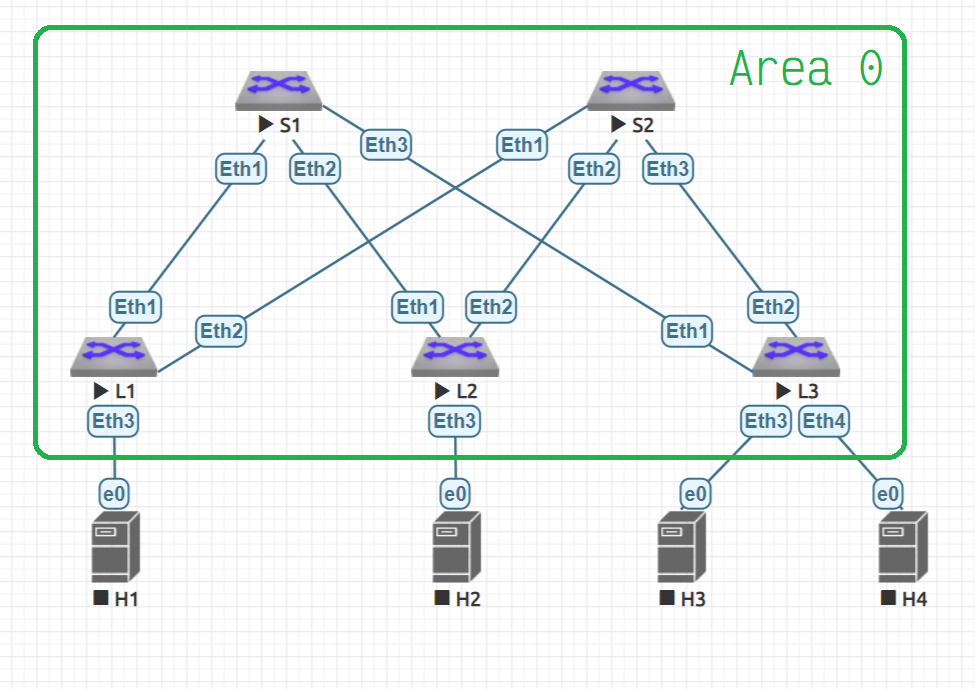 Area 0
S1
S2
Eth3
Eth1
Eth1
Eth2
Eth2
Eth3
Eth1
Eth2
Eth1
Eth2
Eth1
Eth2
L1
L2
L3
Eth3
Eth3
Eth3
Eth4
e0
e0
e0
e0
H1
H2
H3
H4